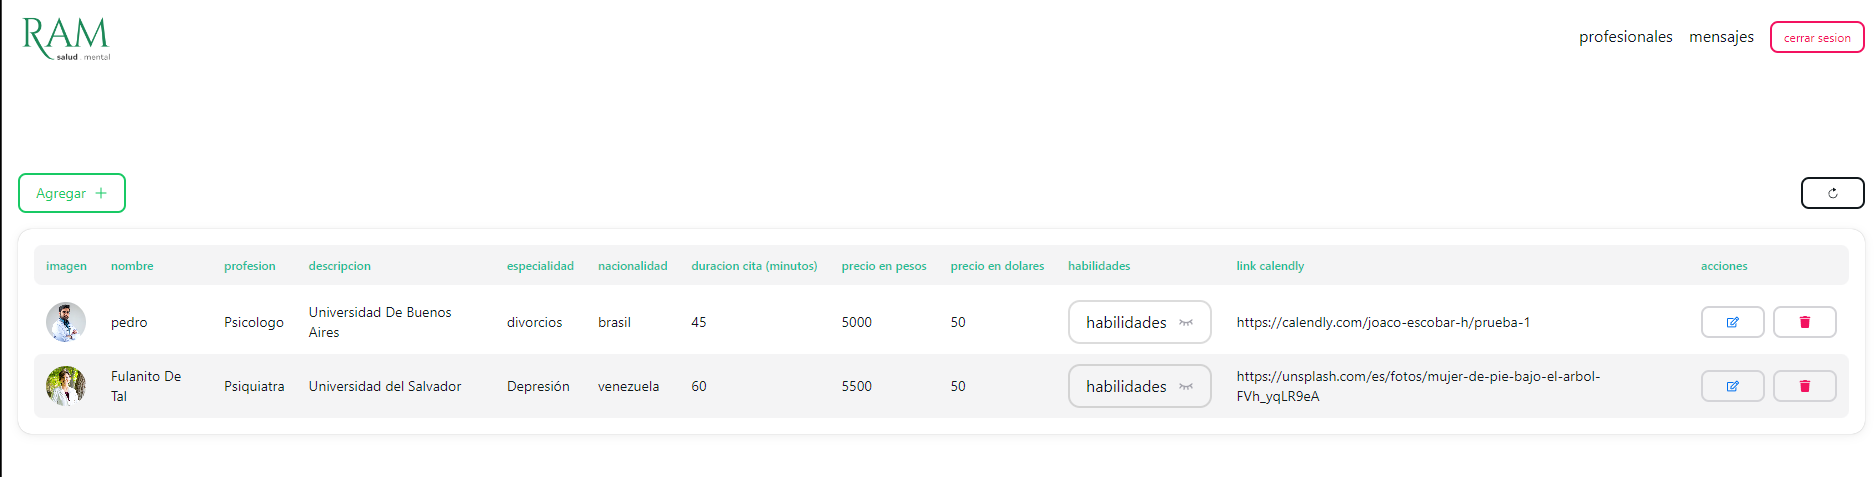 RAM
salud . mental
profesionales mensajes cerrar sesion
Agregar +
imagen nombre profesion descripcion especialidad nacionalidad duracion cita (minutos) precio en pesos precio en dolares habilidades link calendly acciones
pedro Psicologo Universidad De Buenos Aires divorcios brasil 45 5000 50 habilidades https://calendly.com/joaco-escobar-h/prueba-1
Fulanito De Tal Psiquiatra Universidad del Salvador Depresión venezuela 60 5500 50 habilidades https://unsplash.com/es/fotos/mujer-de-pie-bajo-el-arbol-FVh_yqLR9eA